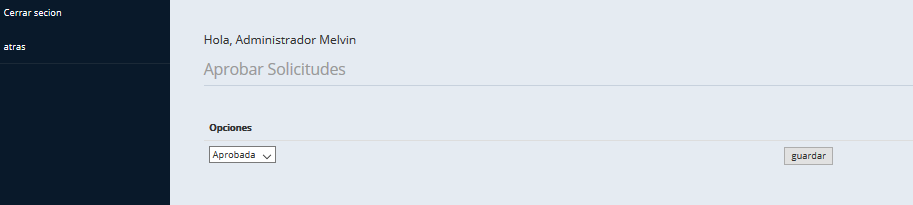 Cerrar secion
atras
Hola, Administrador Melvin
Aprobar Solicitudes
Opciones
Aprobada
guardar